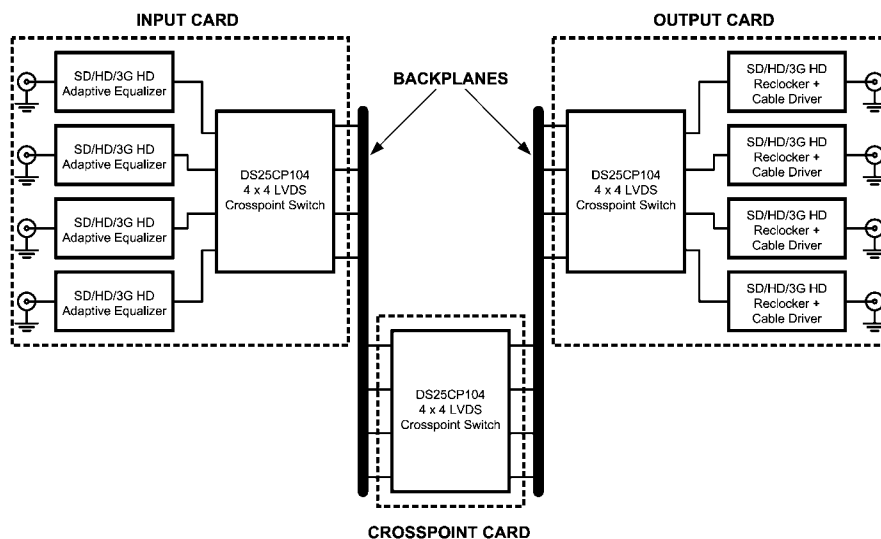 INPUT CARD
OUTPUT CARD
BACKPLANES
SD/HD/3G HD
Adaptive Equalizer
SD/HD/3G HD
Adaptive Equalizer
SD/HD/3G HD
Adaptive Equalizer
SD/HD/3G HD
Adaptive Equalizer
DS25CP104
4 x 4 LVDS
Crosspoint Switch
DS25CP104
4 x 4 LVDS
Crosspoint Switch
SD/HD/3G HD
Reclocker +
Cable Driver
SD/HD/3G HD
Reclocker +
Cable Driver
SD/HD/3G HD
Reclocker +
Cable Driver
SD/HD/3G HD
Reclocker +
Cable Driver
DS25CP104
4 x 4 LVDS
Crosspoint Switch
CROSSPOINT CARD